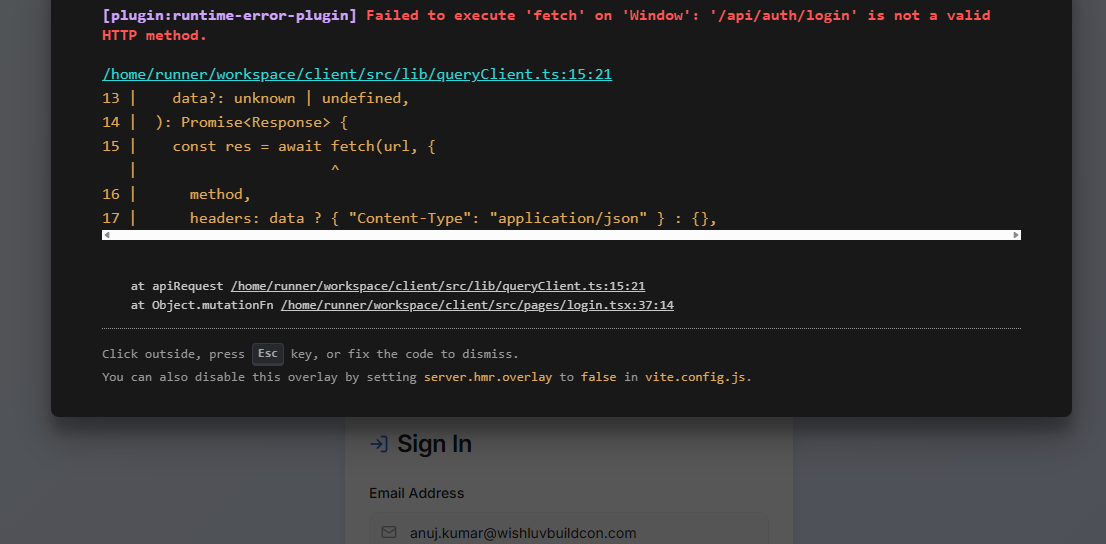 [plugin:runtime-error-plugin] Failed to execute 'fetch' on 'Window': '/api/auth/login' is not a valid
HTTP method.
/home/runner/workspace/client/src/lib/queryClient.ts:15:21
13 |    data?: unknown | undefined,
14 |  ): Promise<Response> {
15 |    const res = await fetch(url, {
   |                      ^
16 |      method,
17 |      headers: data ? { "Content-Type": "application/json" } : {},
at apiRequest /home/runner/workspace/client/src/lib/queryClient.ts:15:21
at Object.mutationFn /home/runner/workspace/client/src/pages/login.tsx:37:14
Click outside, press Esc key, or fix the code to dismiss.
You can also disable this overlay by setting server.hmr.overlay to false in vite.config.js.
Sign In
Email Address
anuj.kumar@wishluvbuildcon.com